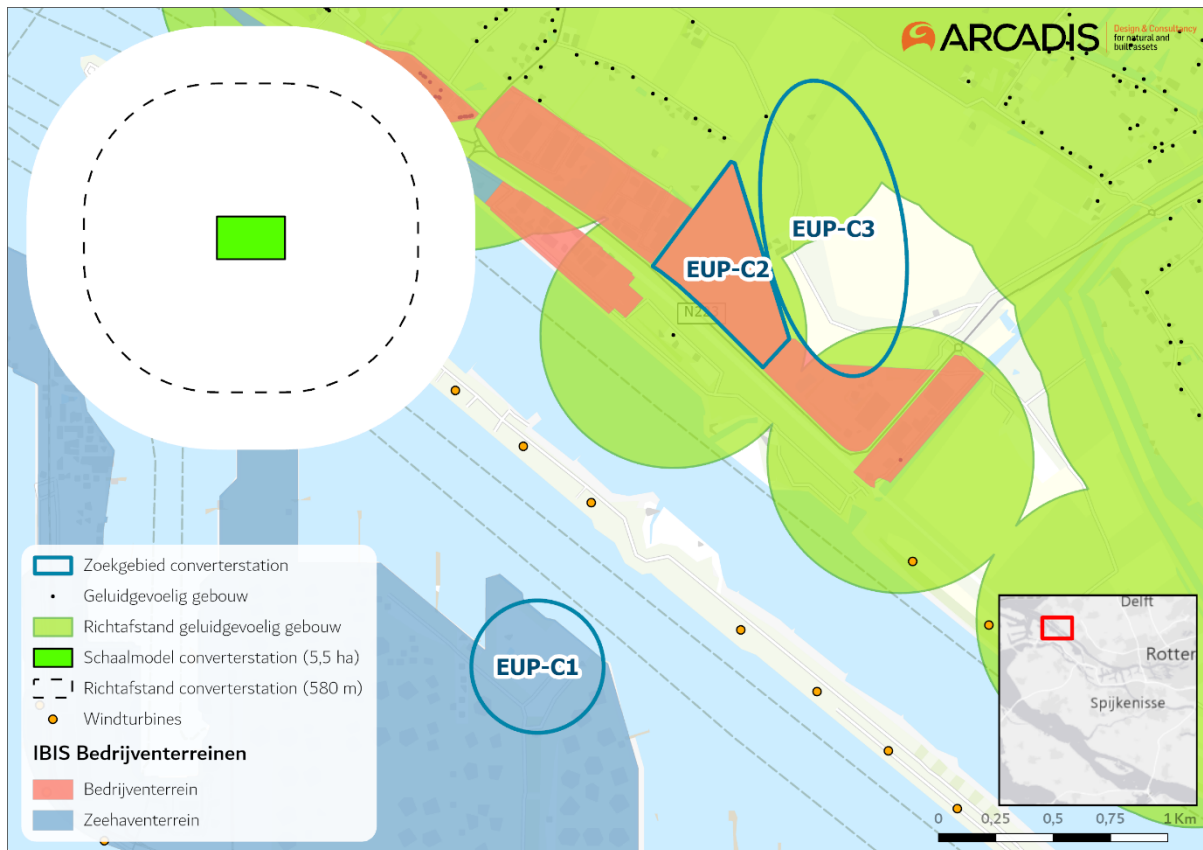 ARCADIS
Design & Consultancy
for natural and
built assets
EUP-C3
EUP-C2
N223
EUP-C1
Zoekgebied converterstation
Geluidgevoelig gebouw
Richtafstand geluidgevoelig gebouw
Schaalmodel converterstation (5,5 ha)
Richtafstand converterstation (580 m)
Windturbines
IBIS Bedrijventerreinen
Bedrijventerrein
Zeehaventerrein
Delft
Rotter
Spijkenisse
0 0,25 0,5 0,75 1 Km